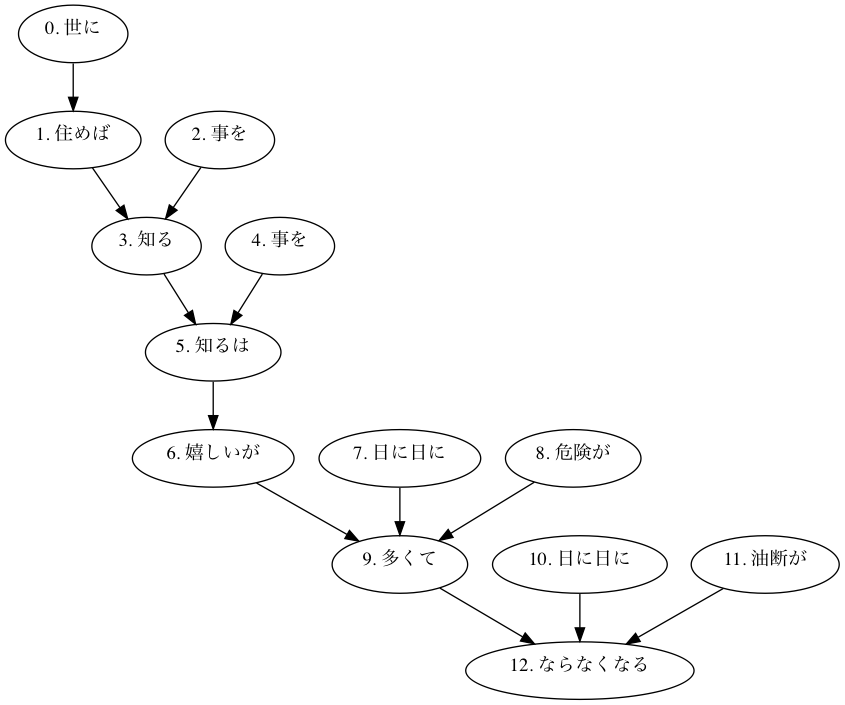 0. 世に
1. 住めば
2. 事を
3. 知る
4. 事を
5. 知るは
6. 嬉しいが
7. 日に日に
8. 危険が
9. 多くて
10. 日に日に
11. 油断が
12. ならなくなる